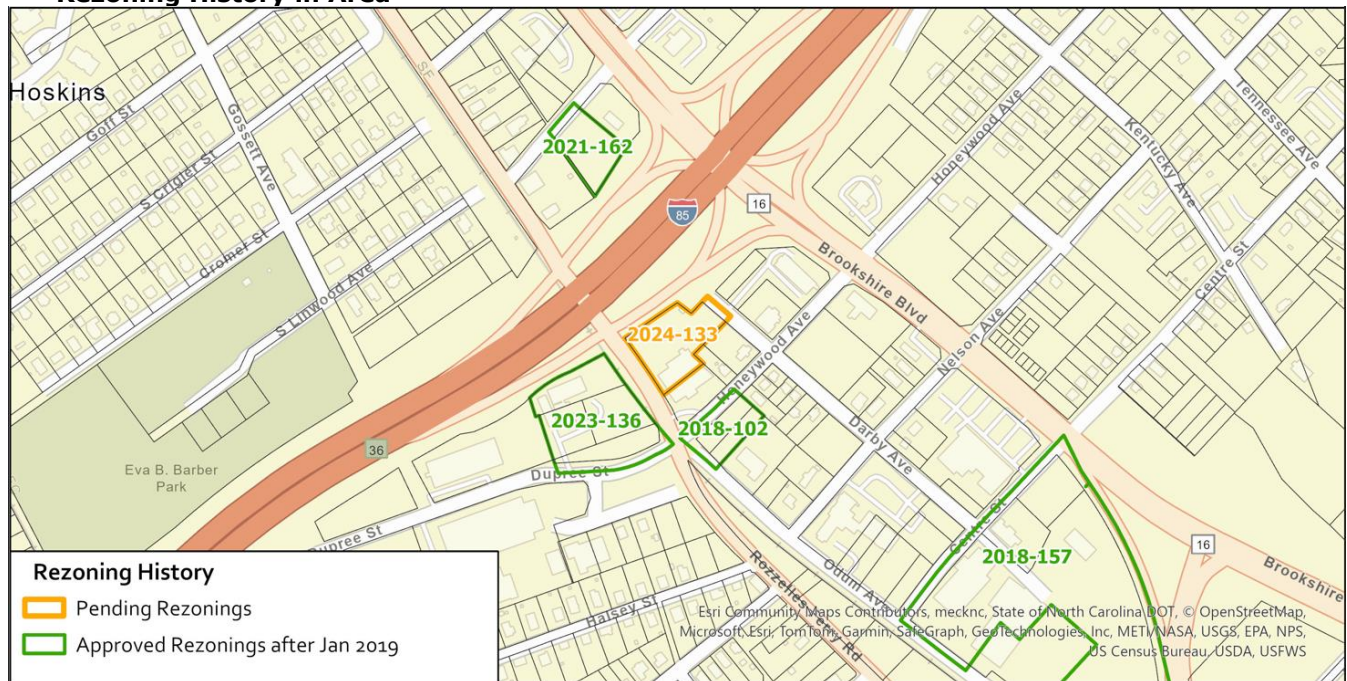 Rezoning History in Area
Hoskins
Goff St
Gossett Ave
SF
S Crigler St
Cromer St
S Linwood Ave
2021-162
85
16
Honeywood Ave
Kentucky Ave
Tennessee Ave
Centre St
Brookshire Blvd
Nelson Ave
2024-133
Honeywood Ave
2023-136
2018-102
Darby Ave
36
Eva B. Barber
Park
Dupree St
Dupree St
Centre St
2018-157
16
Brookshire
Odum Ave
Halsey St
Rozzelles Ferry Rd
Rezoning History
Pending Rezonings
Approved Rezonings after Jan 2019
Esri Community Maps Contributors, mecknc, State of North Carolina DOT, © OpenStreetMap,
Microsoft, Esri, TomTom, Garmin, SafeGraph, GeoTechnologies, Inc, METI/NASA, USGS, EPA, NPS,
US Census Bureau, USDA, USFWS